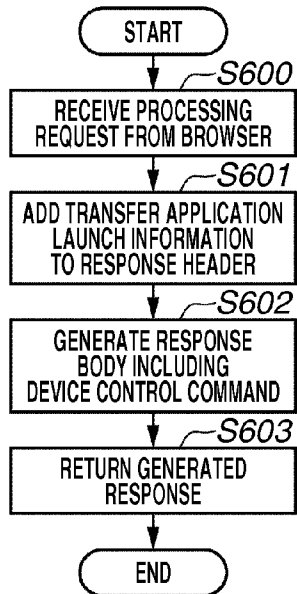 START
S600
RECEIVE PROCESSING
REQUEST FROM BROWSER
S601
ADD TRANSFER APPLICATION
LAUNCH INFORMATION
TO RESPONSE HEADER
S602
GENERATE RESPONSE
BODY INCLUDING
DEVICE CONTROL COMMAND
S603
RETURN GENERATED
RESPONSE
END